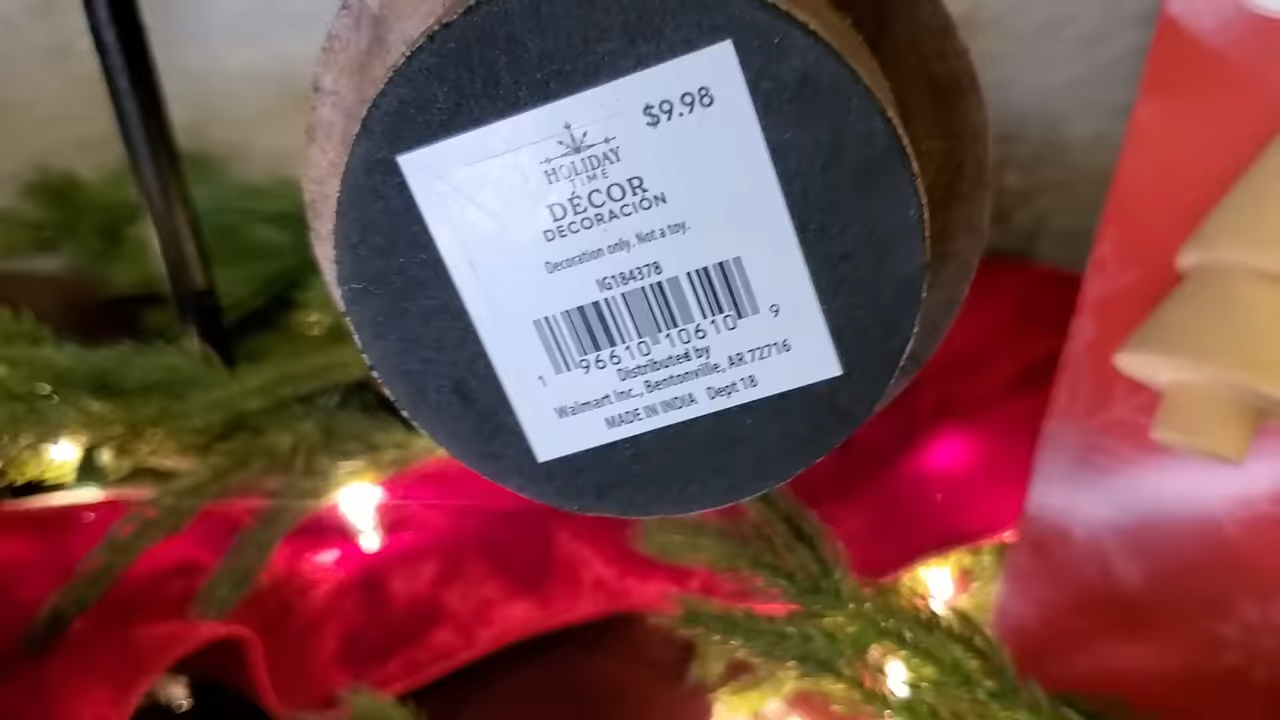 $9.98
HOLIDAY
TIME
DÉCOR
DECORACIÓN
Decoration only. Not a toy.
IG184378
1 96610 10610 9
Distributed by
Walmart Inc., Bentonville, AR 72716
MADE IN INDIA Dept 18